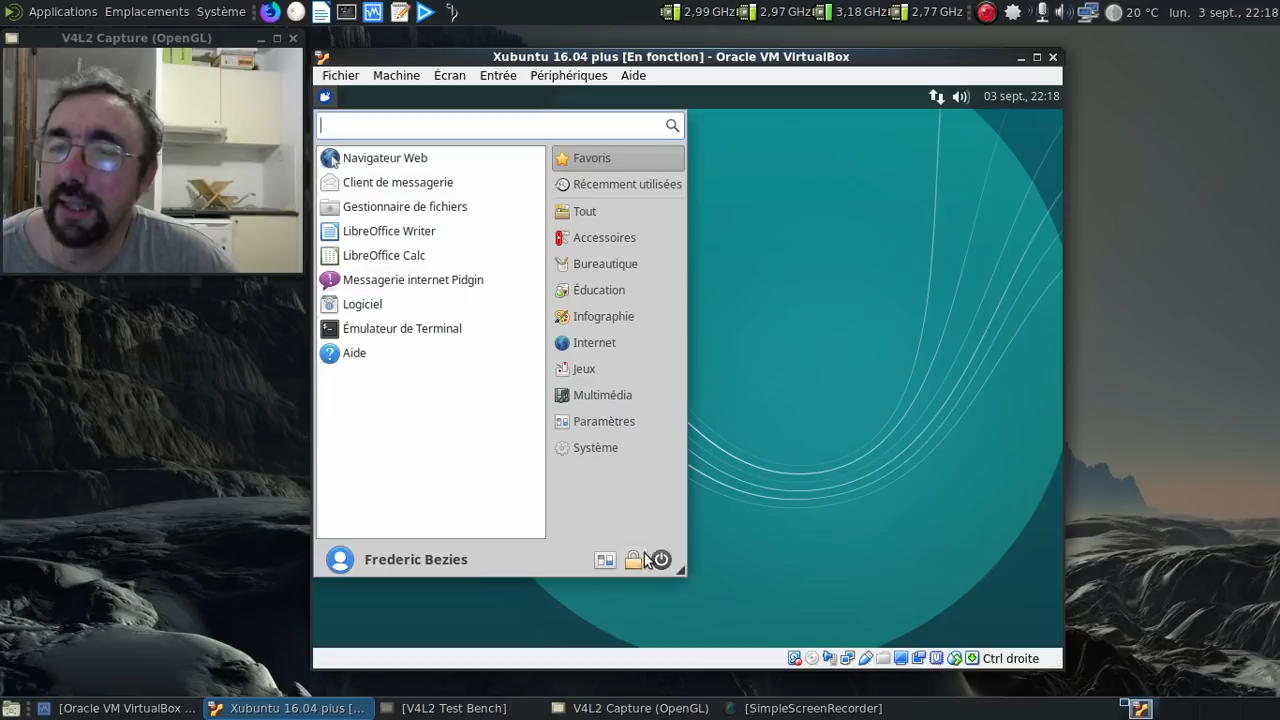 Applications Emplacements Système 2,99 GHz 2,97 GHz 3,18 GHz 2,77 GHz 20 °C lun. 3 sept., 22:18
V4L2 Capture (OpenGL)
Xubuntu 16.04 plus [En fonction] - Oracle VM VirtualBox
Fichier Machine Écran Entrée Périphériques Aide
03 sept., 22:18
Navigateur Web
Client de messagerie
Gestionnaire de fichiers
LibreOffice Writer
LibreOffice Calc
Messagerie internet Pidgin
Logiciel
Émulateur de Terminal
Aide
Favoris
Récemment utilisées
Tout
Accessoires
Bureautique
Éducation
Infographie
Internet
Jeux
Multimédia
Paramètres
Système
Frederic Bezies
Ctrl droite
[Oracle VM VirtualBox ... Xubuntu 16.04 plus [... [V4L2 Test Bench] V4L2 Capture (OpenGL) [SimpleScreenRecorder]